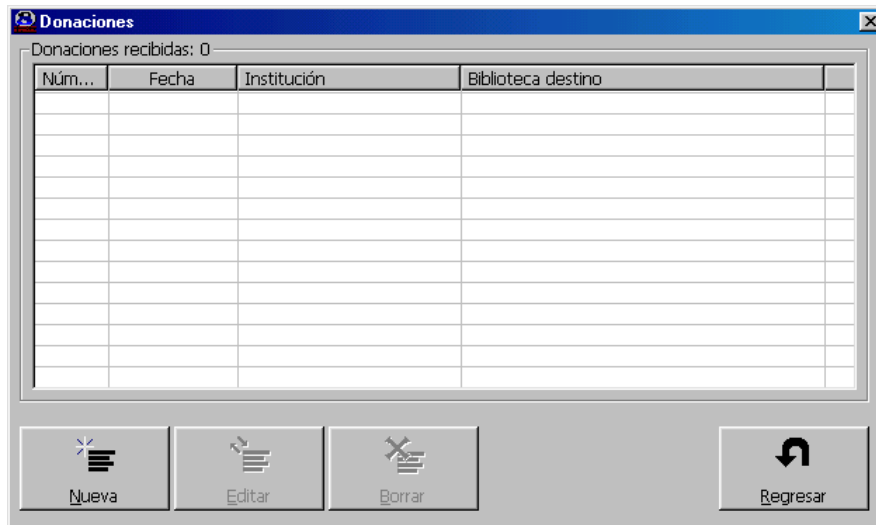 Donaciones
Donaciones recibidas: 0
Núm... Fecha Institución Biblioteca destino
Nueva Editar Borrar Regresar